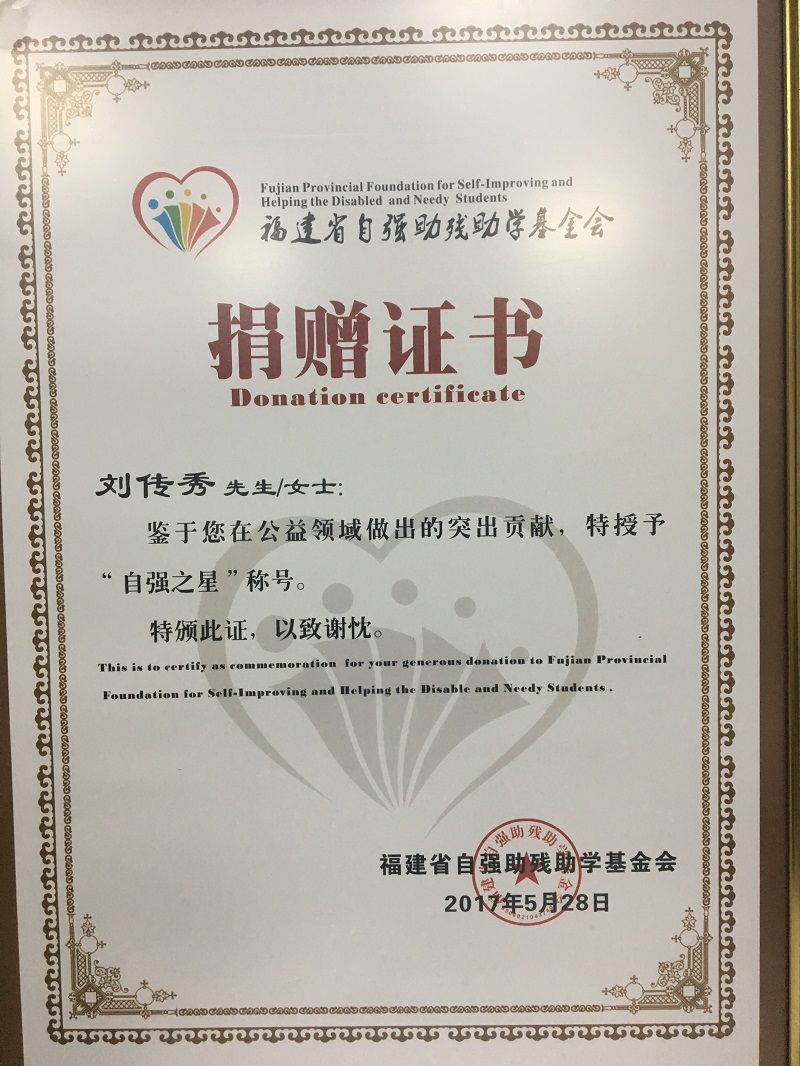 Fujian Provincial Foundation for Self-Improving and
Helping the Disabled and Needy Students
福建省自强助残助学基金会
捐赠证书
Donation certificate
刘传秀 先生/女士:
鉴于您在公益领域做出的突出贡献，特授予
“自强之星”称号。
特颁此证，以致谢忱。
This is to certify as commemoration for your generous donation to Fujian Provincial
Foundation for Self-Improving and Helping the Disable and Needy Students .
福建省自强助残助学基金会
2017年5月28日